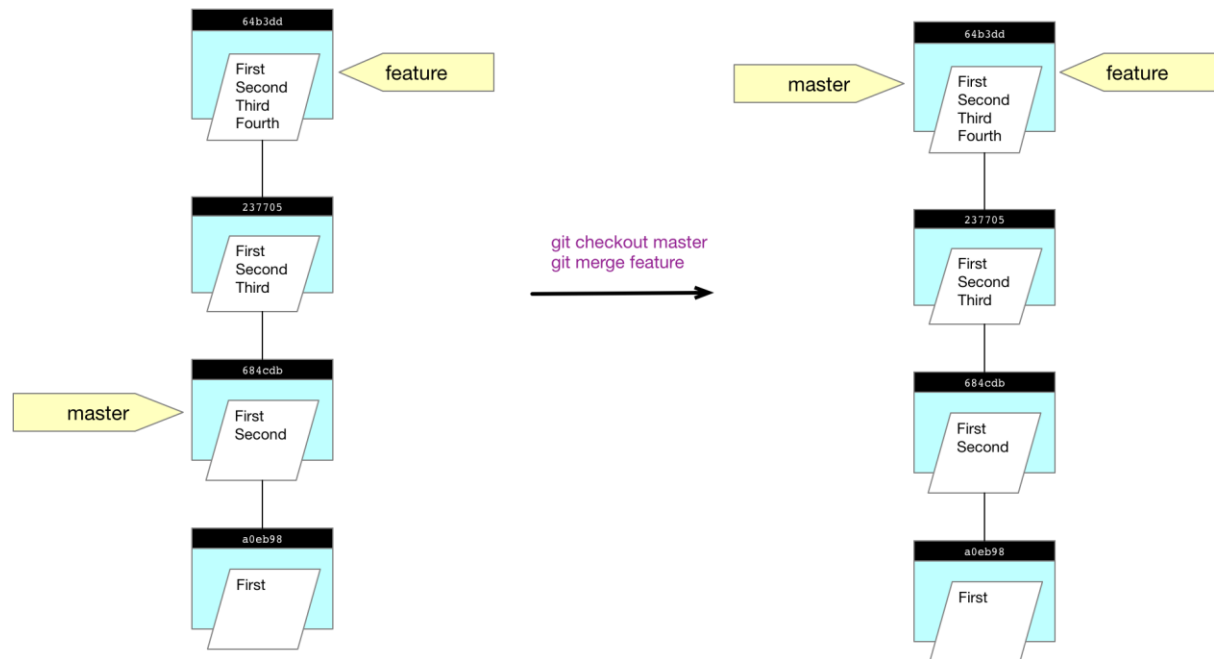 64b3dd
First
Second
Third
Fourth
feature
237705
First
Second
Third
master
684cdb
First
Second
a0eb98
First
git checkout master
git merge feature
64b3dd
master
First
Second
Third
Fourth
feature
237705
First
Second
Third
684cdb
First
Second
a0eb98
First